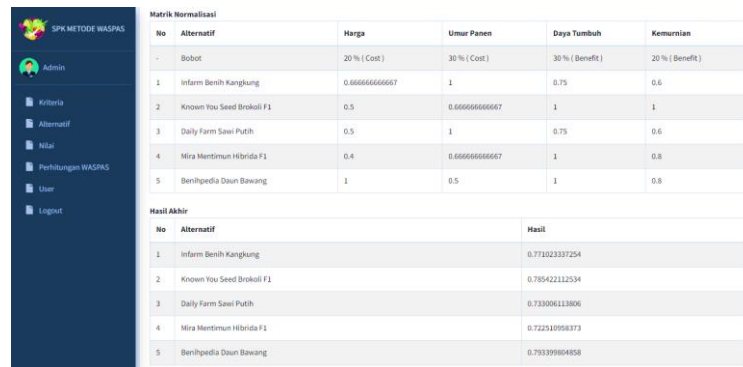 SPK METODE WASPAS
Admin
Kriteria
Alternatif
Nilai
Perhitungan WASPAS
User
Logout
Matrik Normalisasi
No Alternatif Harga Umur Panen Daya Tumbuh Kemurnian
- Bobot 20 % ( Cost ) 30 % ( Cost ) 30 % ( Benefit ) 20 % ( Benefit )
1 Infarm Benih Kangkung 0.666666666667 1 0.75 0.6
2 Known You Seed Brokoli F1 0.5 0.666666666667 1 1
3 Daily Farm Sawi Putih 0.5 1 0.75 0.6
4 Mira Mentimun Hibrida F1 0.4 0.666666666667 1 0.8
5 Benihpedia Daun Bawang 1 0.5 1 0.8
Hasil Akhir
No Alternatif Hasil
1 Infarm Benih Kangkung 0.771023337254
2 Known You Seed Brokoli F1 0.785422112534
3 Daily Farm Sawi Putih 0.733006113806
4 Mira Mentimun Hibrida F1 0.722510958373
5 Benihpedia Daun Bawang 0.793399804858